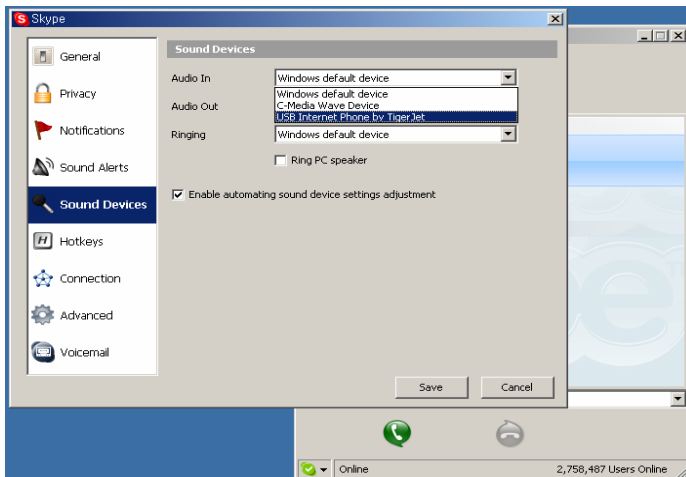 Skype
General
Privacy
Notifications
Sound Alerts
Sound Devices
Hotkeys
Connection
Advanced
Voicemail
Sound Devices
Audio In
Windows default device
Windows default device
C-Media Wave Device
USB Internet Phone by TigerJet
Audio Out
Ringing
Windows default device
Ring PC speaker
Enable automating sound device settings adjustment
Save
Cancel
Online
2,758,487 Users Online